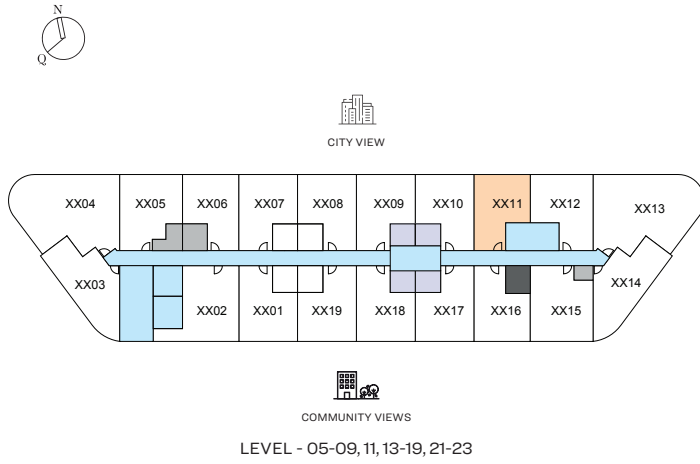 N
Q
CITY VIEW
XX04 XX05 XX06 XX07 XX08 XX09 XX10 XX11 XX12 XX13
XX03 XX14
XX02 XX01 XX19 XX18 XX17 XX16 XX15
COMMUNITY VIEWS
LEVEL - 05-09, 11, 13-19, 21-23